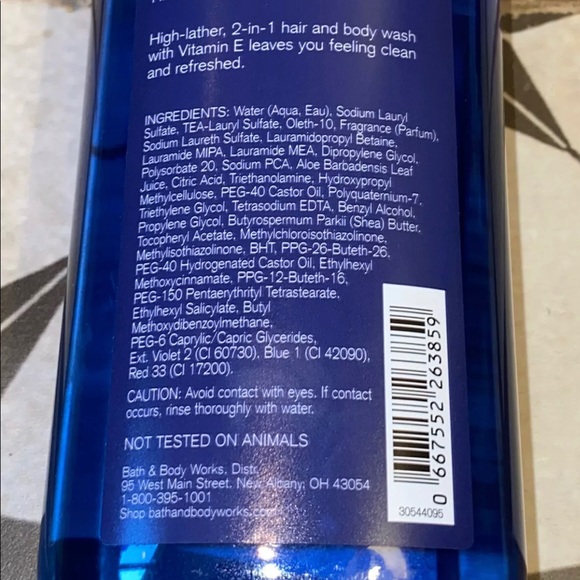 High-lather, 2-in-1 hair and body wash
with Vitamin E leaves you feeling clean
and refreshed.
INGREDIENTS: Water (Aqua, Eau), Sodium Lauryl
Sulfate, TEA-Lauryl Sulfate, Oleth-10, Fragrance (Parfum),
Sodium Laureth Sulfate, Lauramidopropyl Betaine,
Lauramide MIPA, Lauramide MEA, Dipropylene Glycol,
Polysorbate 20, Sodium PCA, Aloe Barbadensis Leaf
Juice, Citric Acid, Triethanolamine, Hydroxypropyl
Methylcellulose, PEG-40 Castor Oil, Polyquaternium-7,
Triethylene Glycol, Tetrasodium EDTA, Benzyl Alcohol,
Propylene Glycol, Butyrospermum Parkii (Shea) Butter,
Tocopheryl Acetate, Methylchloroisothiazolinone,
Methylisothiazolinone, BHT, PPG-26-Buteth-26,
PEG-40 Hydrogenated Castor Oil, Ethylhexyl
Methoxycinnamate, PPG-12-Buteth-16,
PEG-150 Pentaerythrityl Tetrastearate,
Ethylhexyl Salicylate, Butyl
Methoxydibenzoylmethane,
PEG-6 Caprylic/Capric Glycerides,
Ext. Violet 2 (CI 60730), Blue 1 (CI 42090),
Red 33 (CI 17200).
CAUTION: Avoid contact with eyes. If contact
occurs, rinse thoroughly with water.
NOT TESTED ON ANIMALS
Bath & Body Works, Distr.
95 West Main Street, New Albany, OH 43054
1-800-395-1001
Shop bathandbodyworks.com
0 667552 263859
30544095